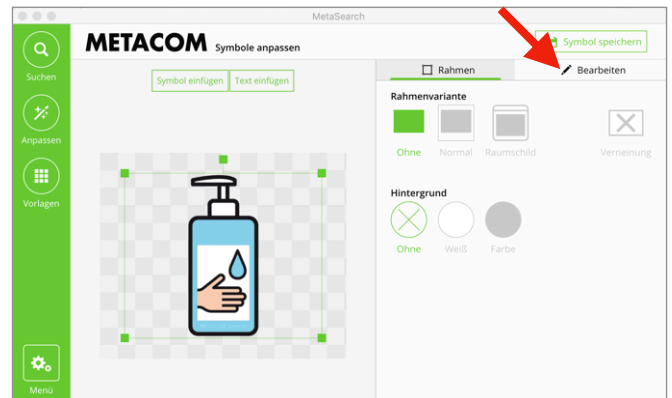 MetaSearch
METACOM Symbole anpassen
Symbol speichern
Suchen
Symbol einfügen Text einfügen
Rahmen Bearbeiten
Rahmenvariante
Anpassen
Ohne Normal Raumschild Verneinung
Vorlagen
Hintergrund
Ohne Weiß Farbe
Menü